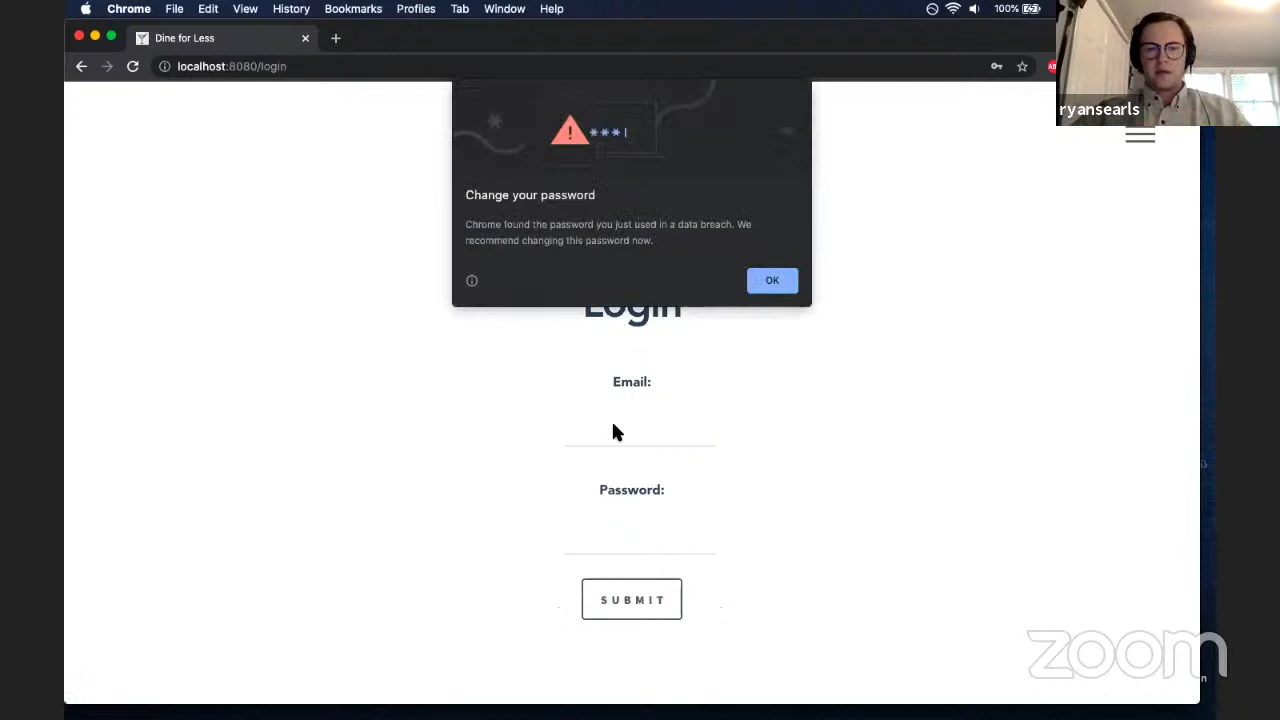 Chrome File Edit View History Bookmarks Profiles Tab Window Help 100%
Dine for Less
localhost:8080/login
ryansearls
***|
Change your password
Chrome found the password you just used in a data breach. We
recommend changing this password now.
OK
Login
Email:
Password:
SUBMIT
zoom